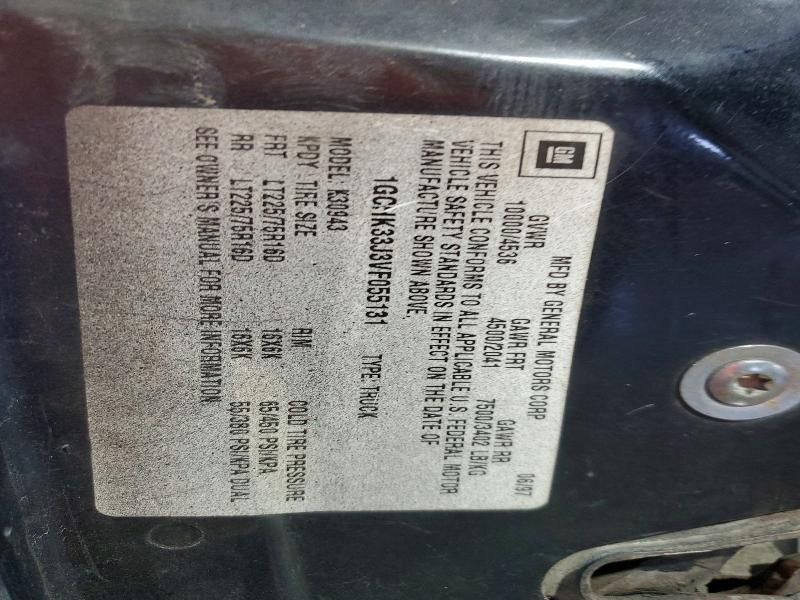 GM
MFD BY GENERAL MOTORS CORP 06/97
GVWR GAWR FRT GAWR RR
10000/4536 4500/2041 7500/3402 LB/KG
THIS VEHICLE CONFORMS TO ALL APPLICABLE U.S. FEDERAL MOTOR
VEHICLE SAFETY STANDARDS IN EFFECT ON THE DATE OF
MANUFACTURE SHOWN ABOVE.
1GCHK33J3VF055131 TYPE: TRUCK
MODEL: K30943
KPDY TIRE SIZE RIM COLD TIRE PRESSURE
FRT LT225/75R16D 16X6K 65/450 PSI/KPA
RR LT225/75R16D 16X6K 55/380 PSI/KPA DUAL
SEE OWNER'S MANUAL FOR MORE INFORMATION